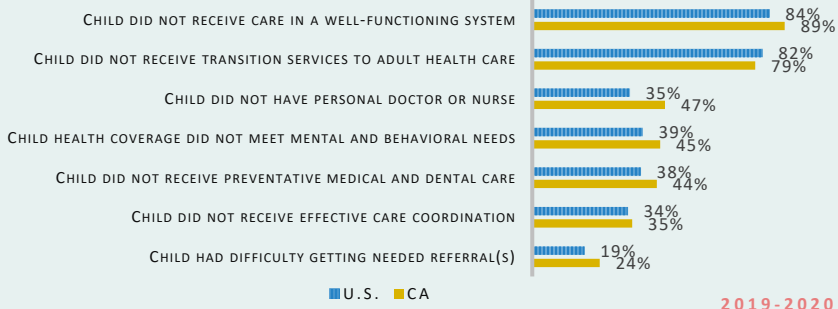 CHILD DID NOT RECEIVE CARE IN A WELL-FUNCTIONING SYSTEM
84%
89%
CHILD DID NOT RECEIVE TRANSITION SERVICES TO ADULT HEALTH CARE
82%
79%
CHILD DID NOT HAVE PERSONAL DOCTOR OR NURSE
35%
47%
CHILD HEALTH COVERAGE DID NOT MEET MENTAL AND BEHAVIORAL NEEDS
39%
45%
CHILD DID NOT RECEIVE PREVENTATIVE MEDICAL AND DENTAL CARE
38%
44%
CHILD DID NOT RECEIVE EFFECTIVE CARE COORDINATION
34%
35%
CHILD HAD DIFFICULTY GETTING NEEDED REFERRAL(S)
19%
24%
U.S. CA
2019-2020